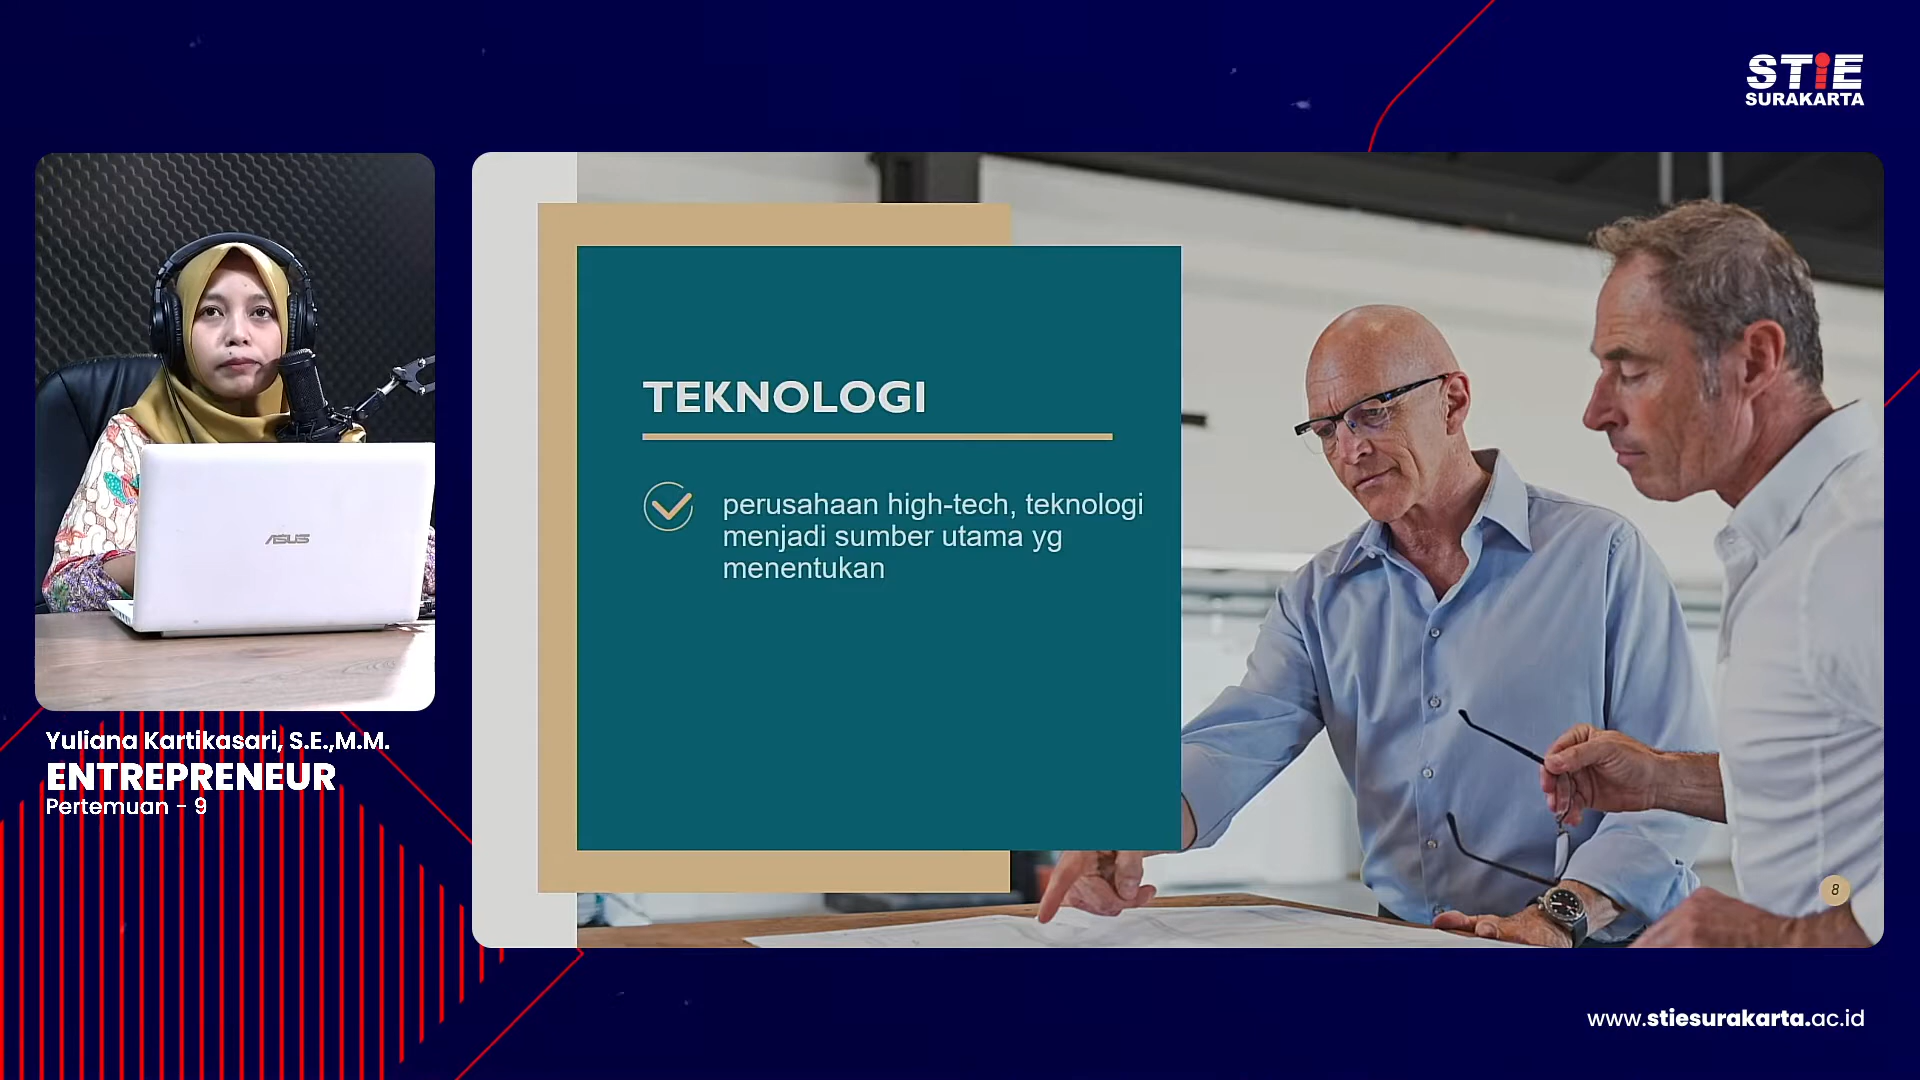 STiE
SURAKARTA
TEKNOLOGI
perusahaan high-tech, teknologi
menjadi sumber utama yg
menentukan
ASUS
Yuliana Kartikasari, S.E.,M.M.
ENTREPRENEUR
Pertemuan - 9
8
www.stiesurakarta.ac.id